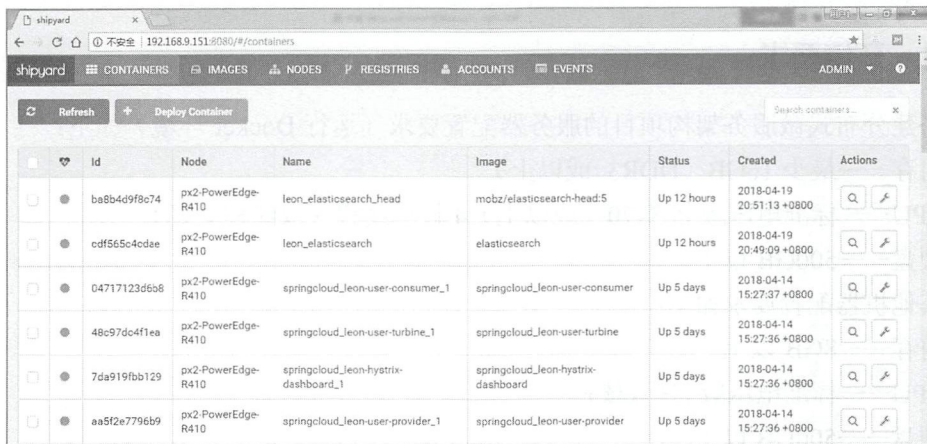 shipyard
不安全 192.168.9.151:8080/#/containers
shipyard CONTAINERS IMAGES NODES REGISTRIES ACCOUNTS EVENTS ADMIN
Refresh Deploy Container Search containers...
Id Node Name Image Status Created Actions
ba8b4d9f8c74 px2-PowerEdge-R410 leon_elasticsearch_head mobz/elasticsearch-head:5 Up 12 hours 2018-04-19 20:51:13 +0800
cdf565c4cdae px2-PowerEdge-R410 leon_elasticsearch elasticsearch Up 12 hours 2018-04-19 20:49:09 +0800
04717123d6b8 px2-PowerEdge-R410 springcloud_leon-user-consumer_1 springcloud_leon-user-consumer Up 5 days 2018-04-14 15:27:37 +0800
48c97dc4f1ea px2-PowerEdge-R410 springcloud_leon-user-turbine_1 springcloud_leon-user-turbine Up 5 days 2018-04-14 15:27:36 +0800
7da919fbb129 px2-PowerEdge-R410 springcloud_leon-hystrix-dashboard_1 springcloud_leon-hystrix-dashboard Up 5 days 2018-04-14 15:27:36 +0800
aa5f2e7796b9 px2-PowerEdge-R410 springcloud_leon-user-provider_1 springcloud_leon-user-provider Up 5 days 2018-04-14 15:27:36 +0800